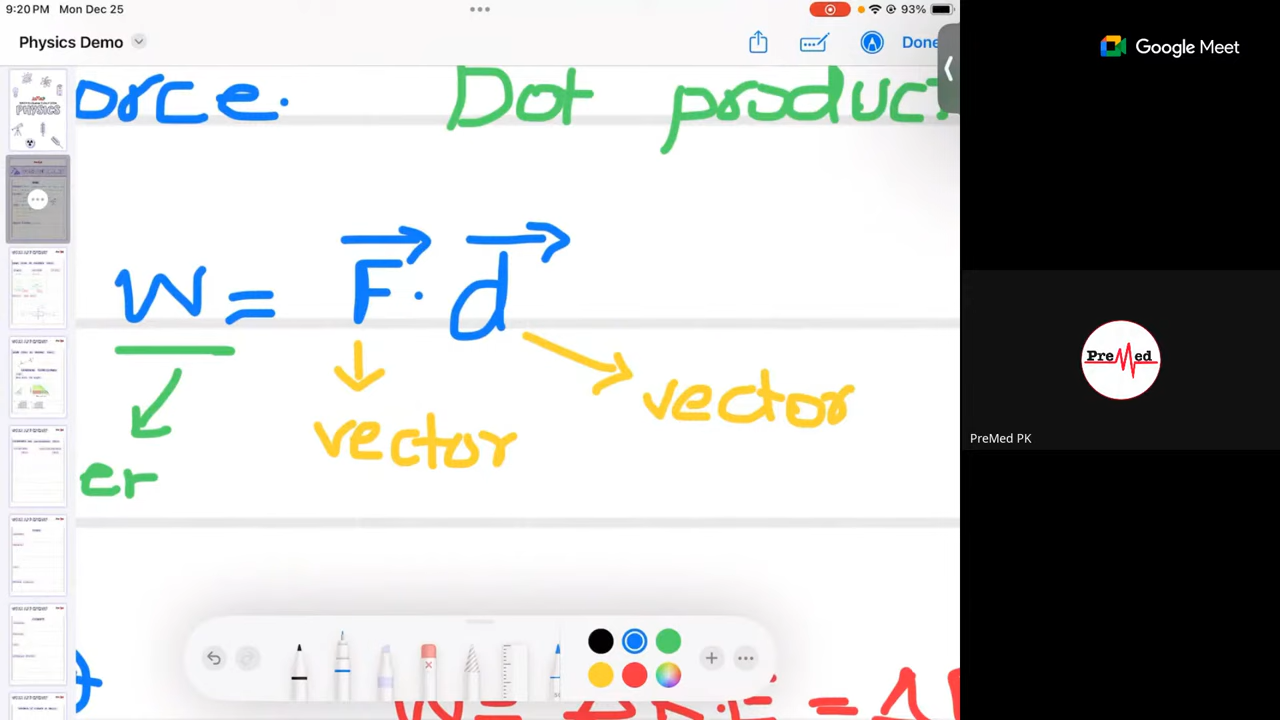 9:20 PM Mon Dec 25
93%
Physics Demo
Done
Google Meet
orce. Dot product
W = F · d
vector
vector
er
PreMed
PreMed PK
PHYSICS
W = Δ K.E = Δ